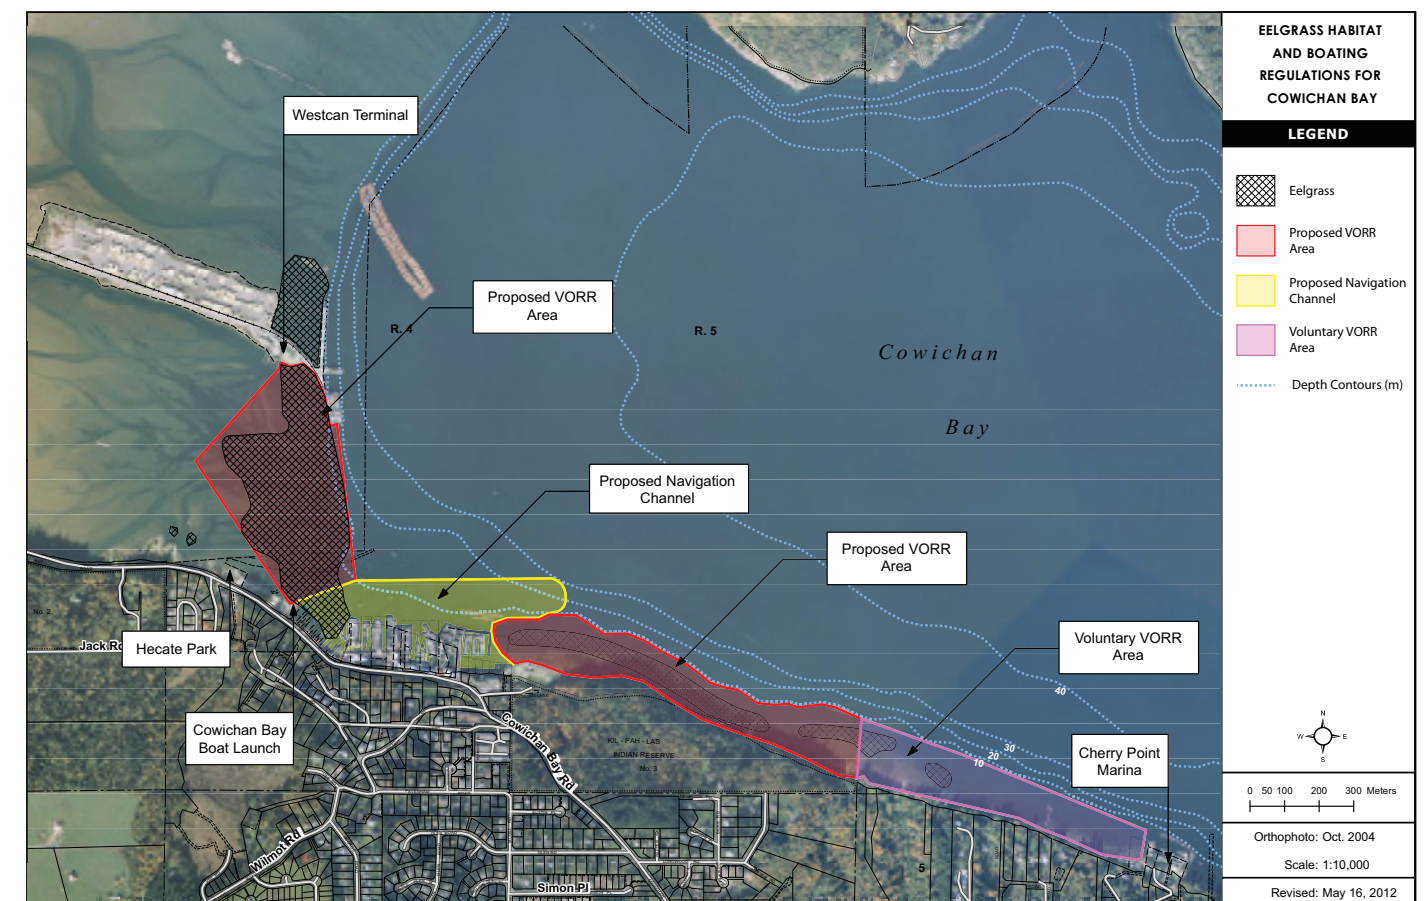 EELGRASS HABITAT
AND BOATING
REGULATIONS FOR
COWICHAN BAY
LEGEND
Eelgrass
Proposed VORR
Area
Proposed Navigation
Channel
Voluntary VORR
Area
Depth Contours (m)
Westcan Terminal
Proposed VORR
Area
R. 4
R. 5
Cowichan
Bay
Proposed Navigation
Channel
Proposed VORR
Area
Voluntary VORR
Area
No. 2
Jack Rd
Hecate Park
Cowichan Bay
Boat Launch
Cowichan Bay Rd
KIL - PAH - LAS
INDIAN RESERVE
No. 3
40
30
20
10
Cherry Point
Marina
Wilmot Rd
Simon Pl
5
N
W
E
S
0 50 100 200 300 Meters
Orthophoto: Oct. 2004
Scale: 1:10,000
Revised: May 16, 2012